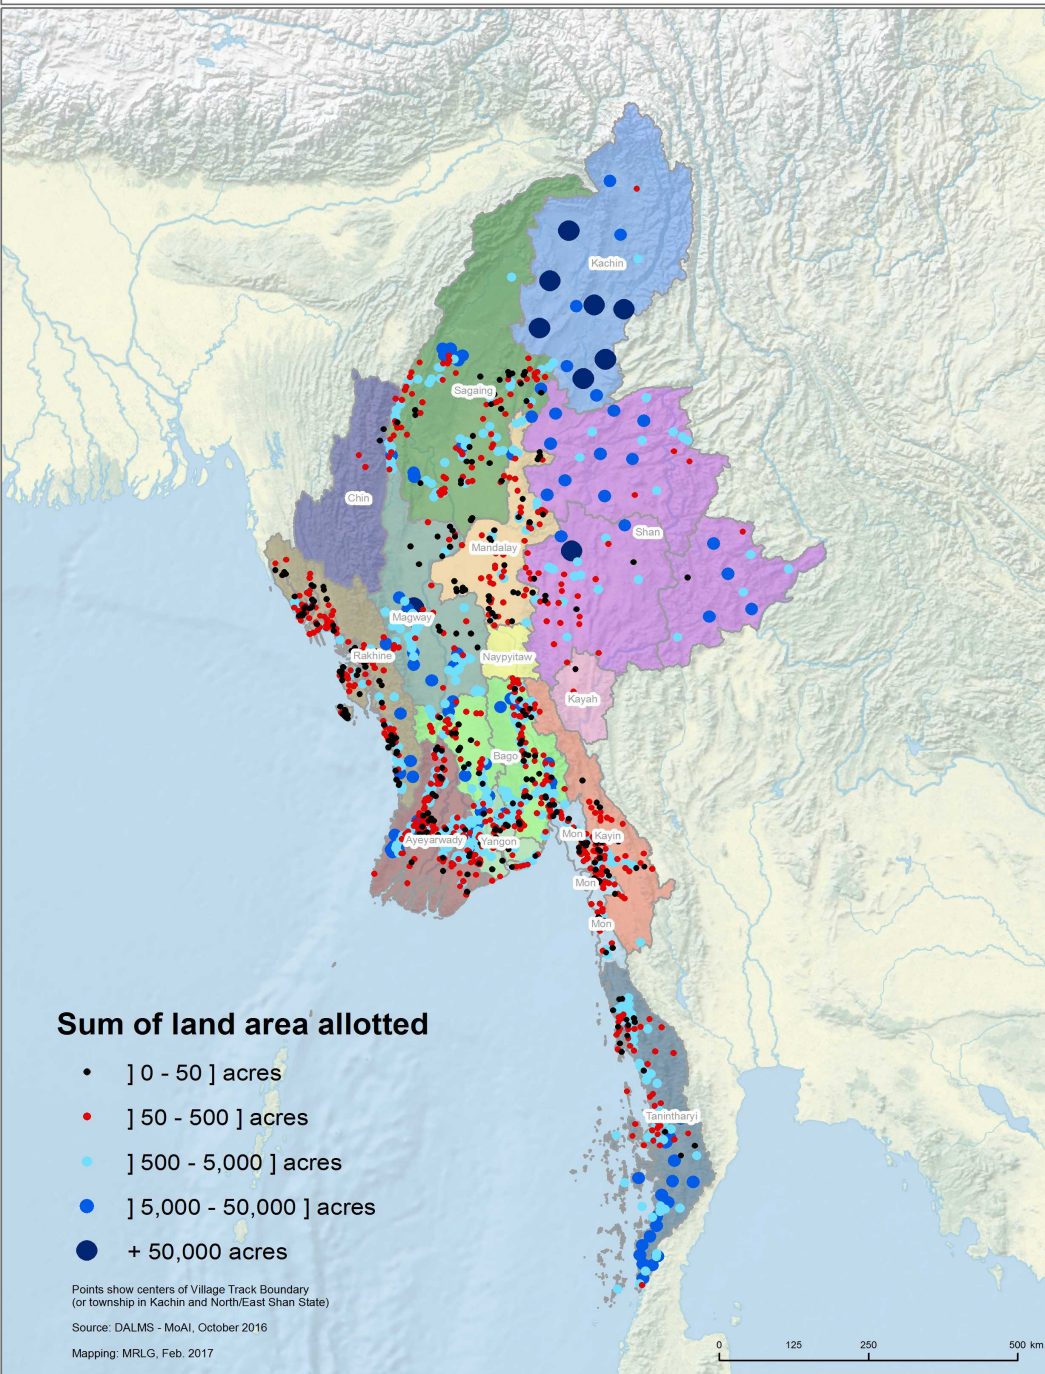 Kachin
Sagaing
Chin
Shan
Mandalay
Magway
Rakhine
Naypyitaw
Kayah
Bago
Mon
Kayin
Ayeyarwady
Yangon
Mon
Mon
Tanintharyi
Sum of land area allotted
] 0 - 50 ] acres
] 50 - 500 ] acres
] 500 - 5,000 ] acres
] 5,000 - 50,000 ] acres
+ 50,000 acres
Points show centers of Village Track Boundary
(or township in Kachin and North/East Shan State)
Source: DALMS - MoAI, October 2016
Mapping: MRLG, Feb. 2017
0 125 250 500 km